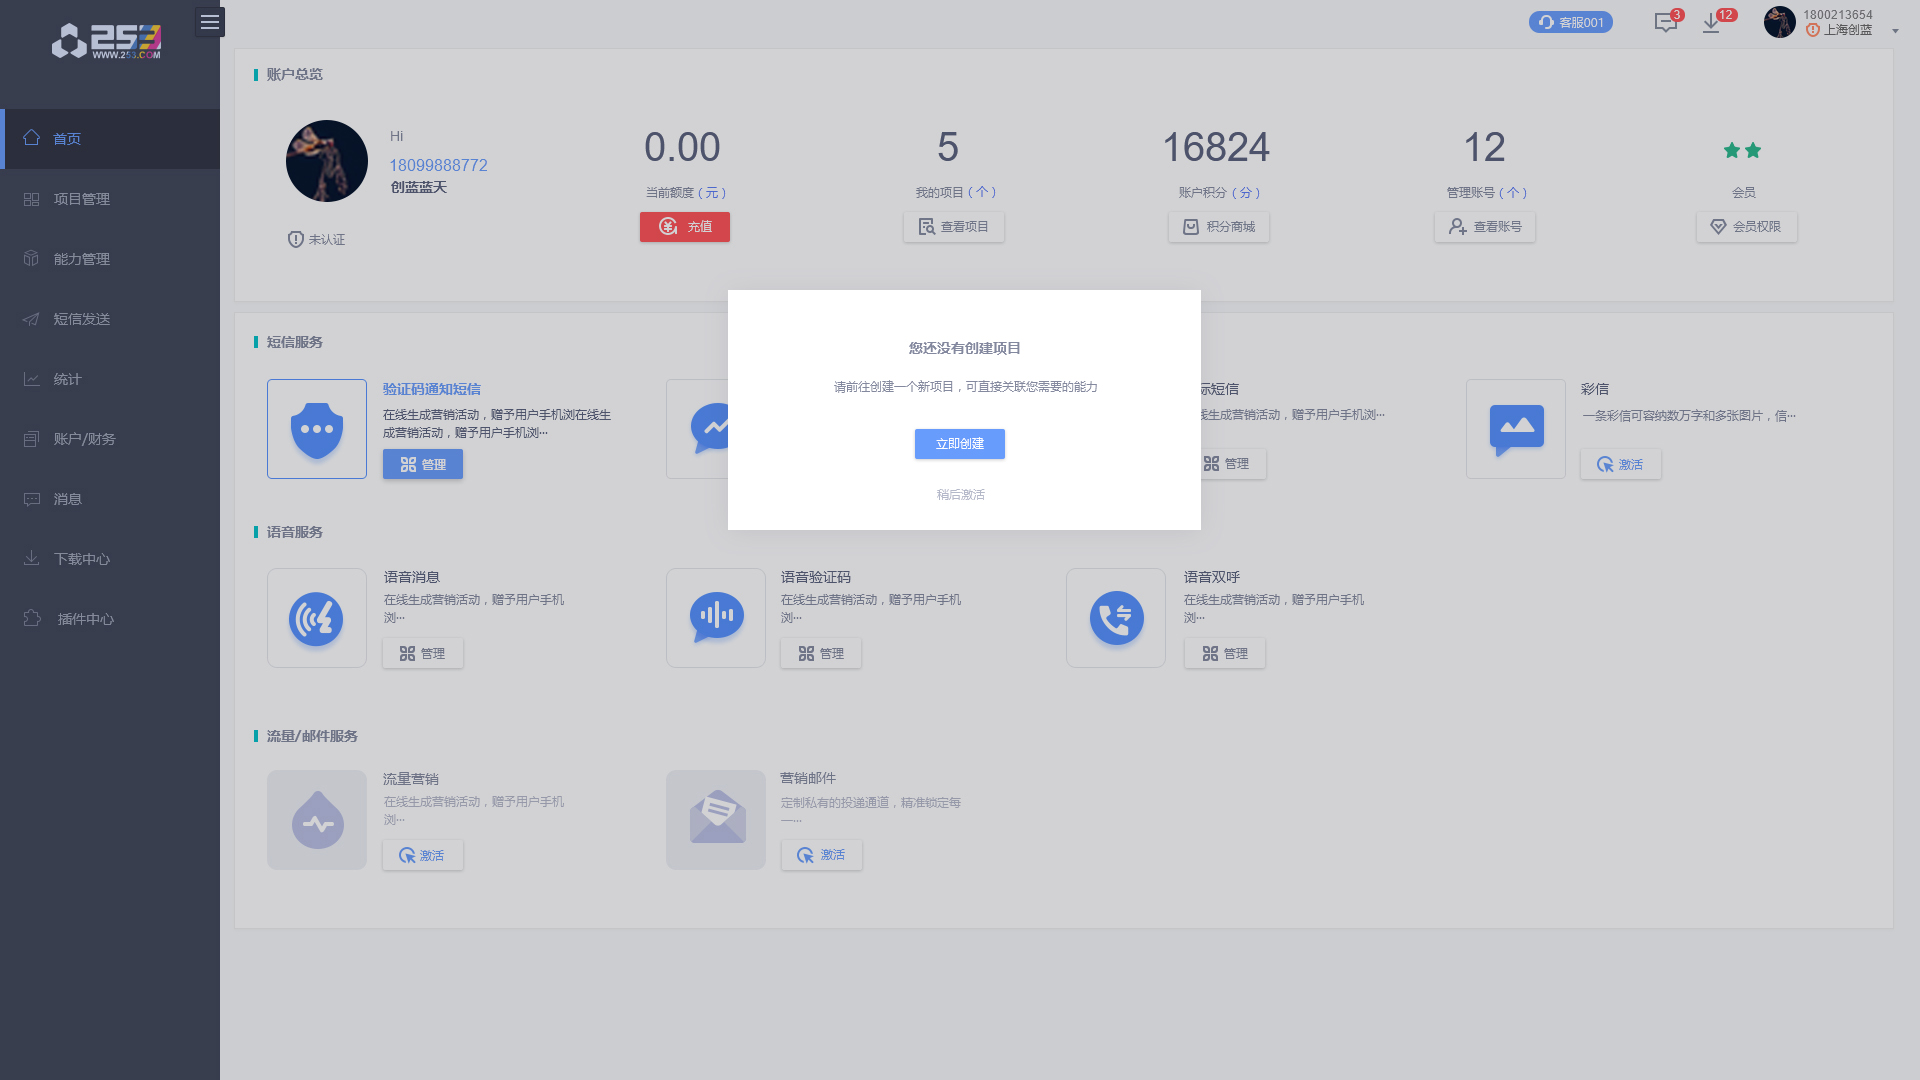 253
WWW.253.COM
客服001
3
12
1800213654
上海创蓝
首页
项目管理
能力管理
短信发送
统计
账户/财务
消息
下载中心
插件中心
账户总览
Hi
18099888772
创蓝蓝天
未认证
0.00
当前额度（元）
充值
5
我的项目（个）
查看项目
16824
账户积分（分）
积分商城
12
管理账号（个）
查看账号
会员
会员权限
您还没有创建项目
请前往创建一个新项目，可直接关联您需要的能力
立即创建
稍后激活
短信服务
验证码通知短信
在线生成营销活动，赠予用户手机浏在线生
成营销活动，赠予用户手机浏···
管理
际短信
线生成营销活动，赠予用户手机浏···
管理
彩信
一条彩信可容纳数万字和多张图片，信···
激活
语音服务
语音消息
在线生成营销活动，赠予用户手机
浏···
管理
语音验证码
在线生成营销活动，赠予用户手机
浏···
管理
语音双呼
在线生成营销活动，赠予用户手机
浏···
管理
流量/邮件服务
流量营销
在线生成营销活动，赠予用户手机
浏···
激活
营销邮件
定制私有的投递通道，精准锁定每
一···
激活